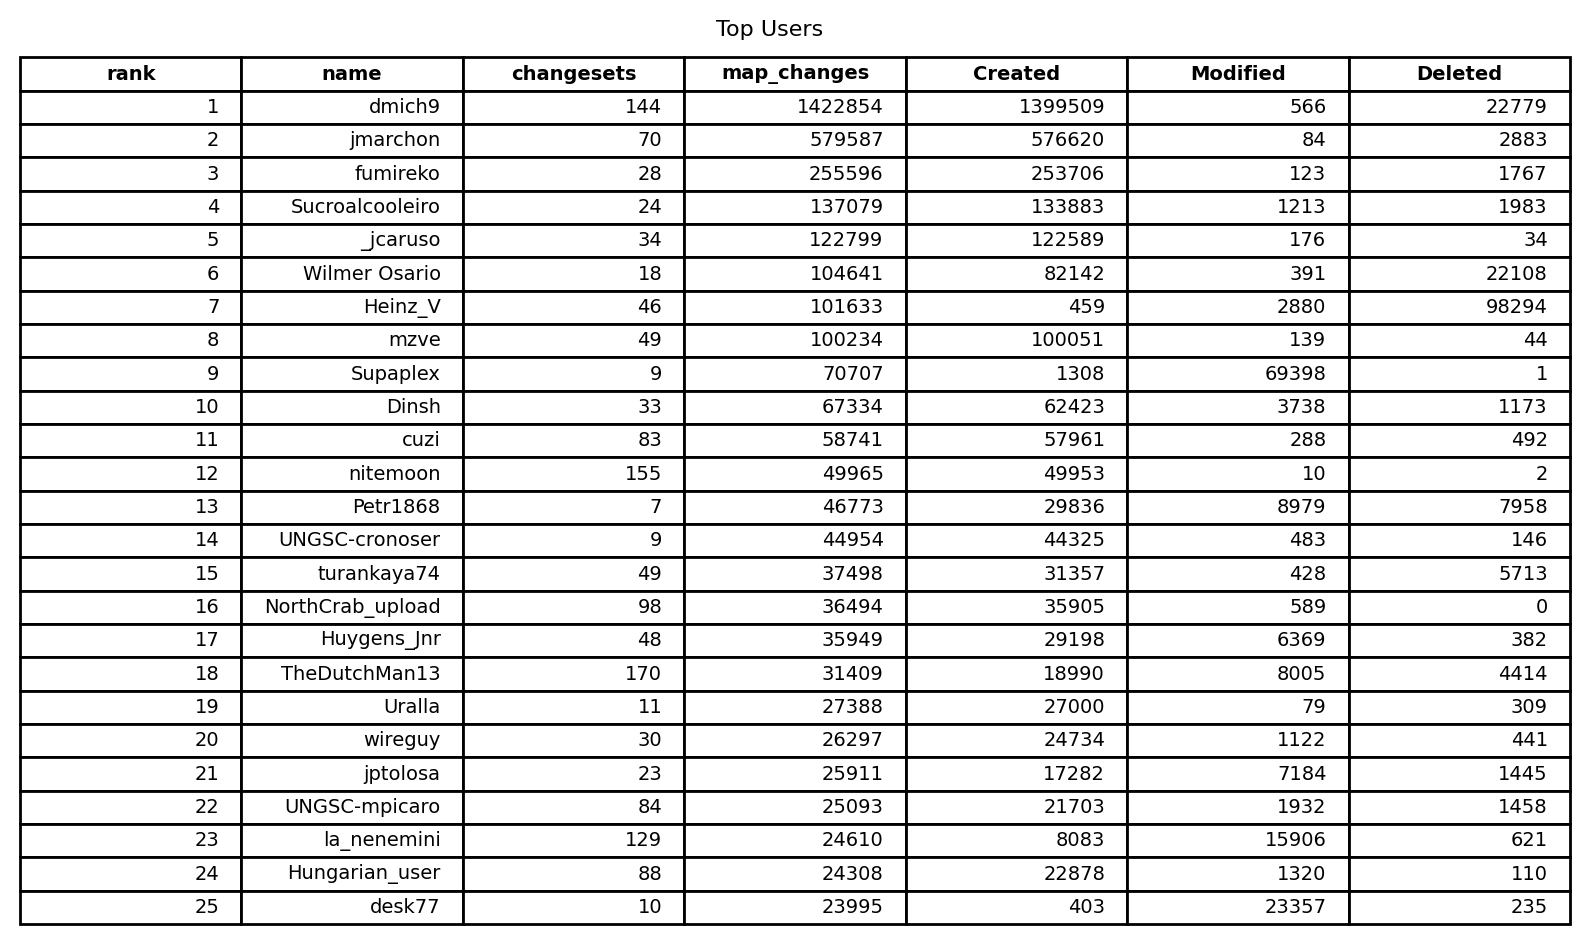 Top Users
rank name changesets map_changes Created Modified Deleted
1 dmich9 144 1422854 1399509 566 22779
2 jmarchon 70 579587 576620 84 2883
3 fumireko 28 255596 253706 123 1767
4 Sucroalcooleiro 24 137079 133883 1213 1983
5 _jcaruso 34 122799 122589 176 34
6 Wilmer Osario 18 104641 82142 391 22108
7 Heinz_V 46 101633 459 2880 98294
8 mzve 49 100234 100051 139 44
9 Supaplex 9 70707 1308 69398 1
10 Dinsh 33 67334 62423 3738 1173
11 cuzi 83 58741 57961 288 492
12 nitemoon 155 49965 49953 10 2
13 Petr1868 7 46773 29836 8979 7958
14 UNGSC-cronoser 9 44954 44325 483 146
15 turankaya74 49 37498 31357 428 5713
16 NorthCrab_upload 98 36494 35905 589 0
17 Huygens_Jnr 48 35949 29198 6369 382
18 TheDutchMan13 170 31409 18990 8005 4414
19 Uralla 11 27388 27000 79 309
20 wireguy 30 26297 24734 1122 441
21 jptolosa 23 25911 17282 7184 1445
22 UNGSC-mpicaro 84 25093 21703 1932 1458
23 la_nenemini 129 24610 8083 15906 621
24 Hungarian_user 88 24308 22878 1320 110
25 desk77 10 23995 403 23357 235